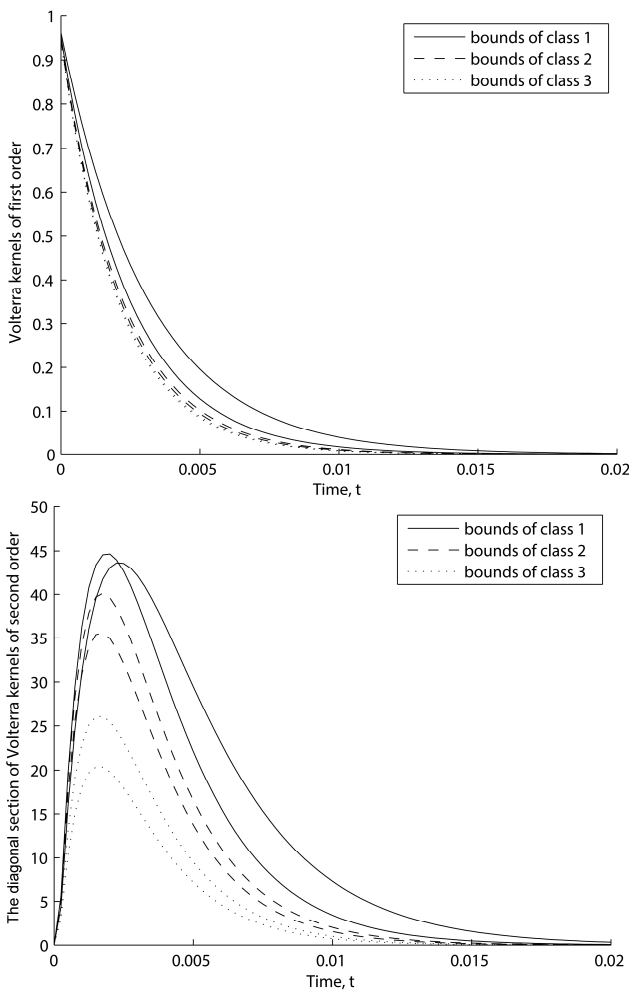 1
0.9
0.8
0.7
0.6
0.5
0.4
0.3
0.2
0.1
0
Volterra kernels of first order
bounds of class 1
bounds of class 2
bounds of class 3
0 0.005 0.01 0.015 0.02
Time, t
50
45
40
35
30
25
20
15
10
5
0
The diagonal section of Volterra kernels of second order
bounds of class 1
bounds of class 2
bounds of class 3
0 0.005 0.01 0.015 0.02
Time, t